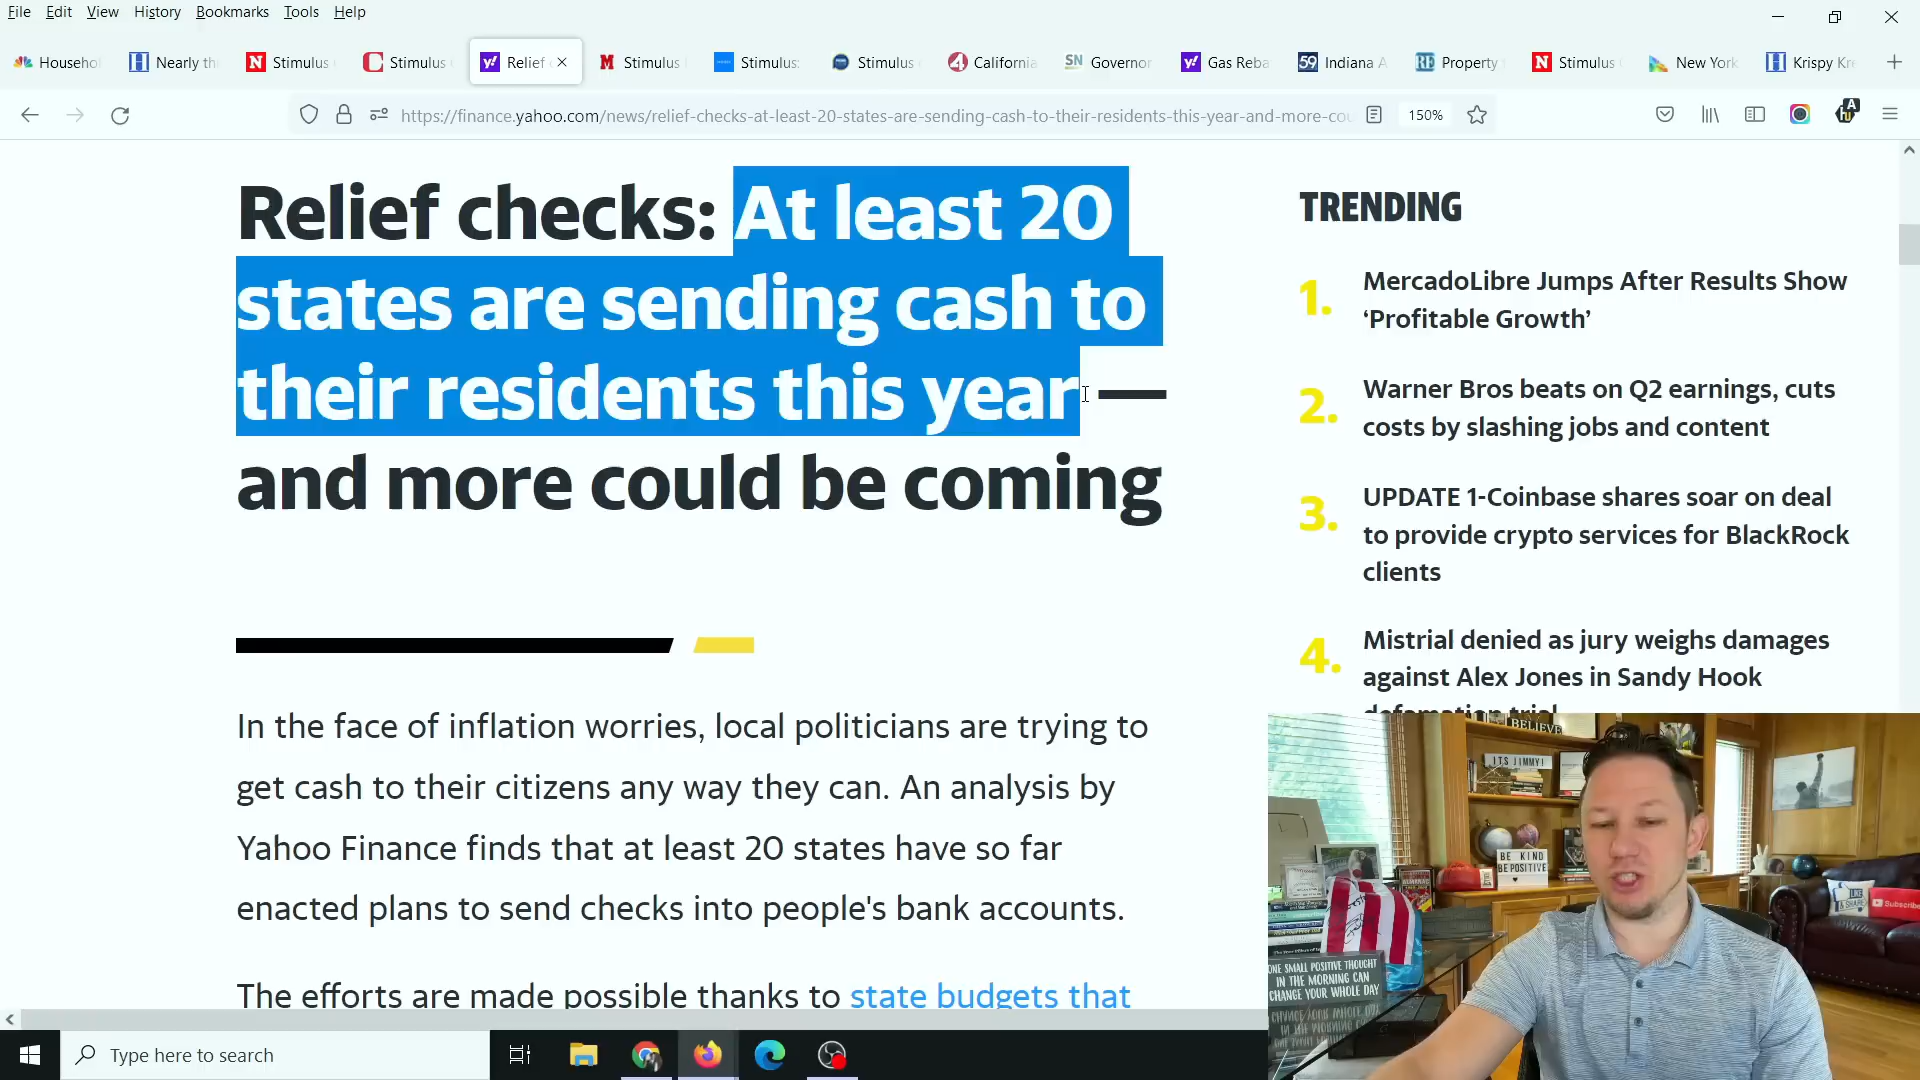 File Edit View History Bookmarks Tools Help
Househo
Nearly th
Stimulus
Stimulus
Relief
Stimulus
Stimulus:
Stimulus
California
Governor
Gas Reba
Indiana A
Property
Stimulus
New York
Krispy Kre
https://finance.yahoo.com/news/relief-checks-at-least-20-states-are-sending-cash-to-their-residents-this-year-and-more-cou
150%
Relief checks: At least 20
states are sending cash to
their residents this year —
and more could be coming
In the face of inflation worries, local politicians are trying to
get cash to their citizens any way they can. An analysis by
Yahoo Finance finds that at least 20 states have so far
enacted plans to send checks into people's bank accounts.
The efforts are made possible thanks to state budgets that
TRENDING
1. MercadoLibre Jumps After Results Show
‘Profitable Growth’
2. Warner Bros beats on Q2 earnings, cuts
costs by slashing jobs and content
3. UPDATE 1-Coinbase shares soar on deal
to provide crypto services for BlackRock
clients
4. Mistrial denied as jury weighs damages
against Alex Jones in Sandy Hook
defamation trial
BELIEVE
ITS JIMMY!
BE KIND
BE POSITIVE
LIKE
& SHARE
Subscribe
ONE SMALL POSITIVE THOUGHT
IN THE MORNING CAN
CHANGE YOUR WHOLE DAY
Type here to search